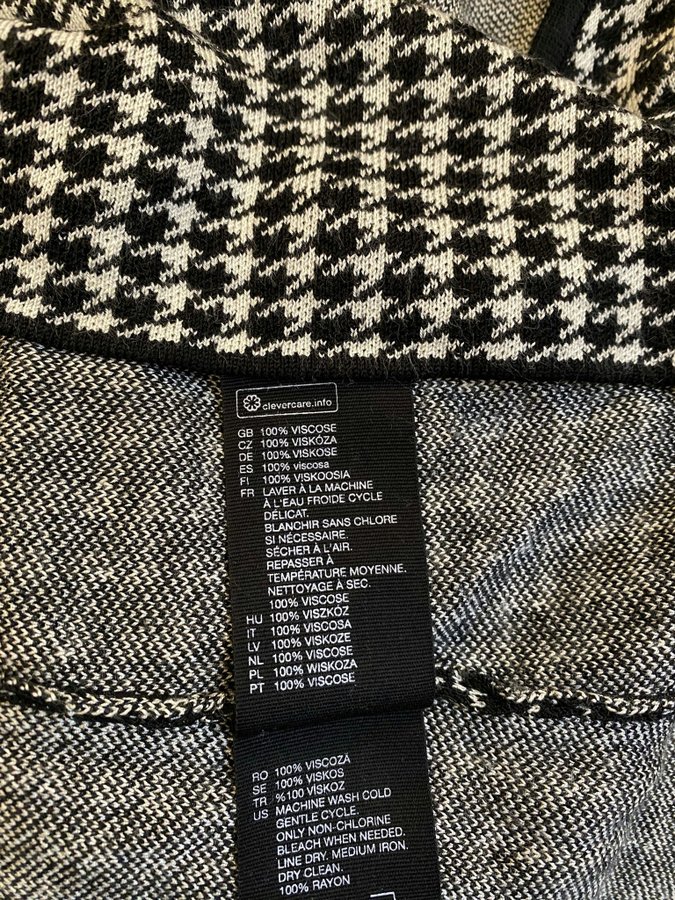 clevercare.info
GB 100% VISCOSE
CZ 100% VISKÓZA
DE 100% VISKOSE
ES 100% viscosa
FI 100% VISKOOSIA
FR LAVER À LA MACHINE
À L'EAU FROIDE CYCLE
DÉLICAT.
BLANCHIR SANS CHLORE
SI NÉCESSAIRE.
SÉCHER À L'AIR.
REPASSER À
TEMPÉRATURE MOYENNE.
NETTOYAGE À SEC.
100% VISCOSE
HU 100% VISZKÓZ
IT 100% VISCOSA
LV 100% VISKOZE
NL 100% VISCOSE
PL 100% WISKOZA
PT 100% VISCOSE
RO 100% VISCOZĂ
SE 100% VISKOS
TR %100 VİSKOZ
US MACHINE WASH COLD
GENTLE CYCLE.
ONLY NON-CHLORINE
BLEACH WHEN NEEDED.
LINE DRY. MEDIUM IRON.
DRY CLEAN.
100% RAYON